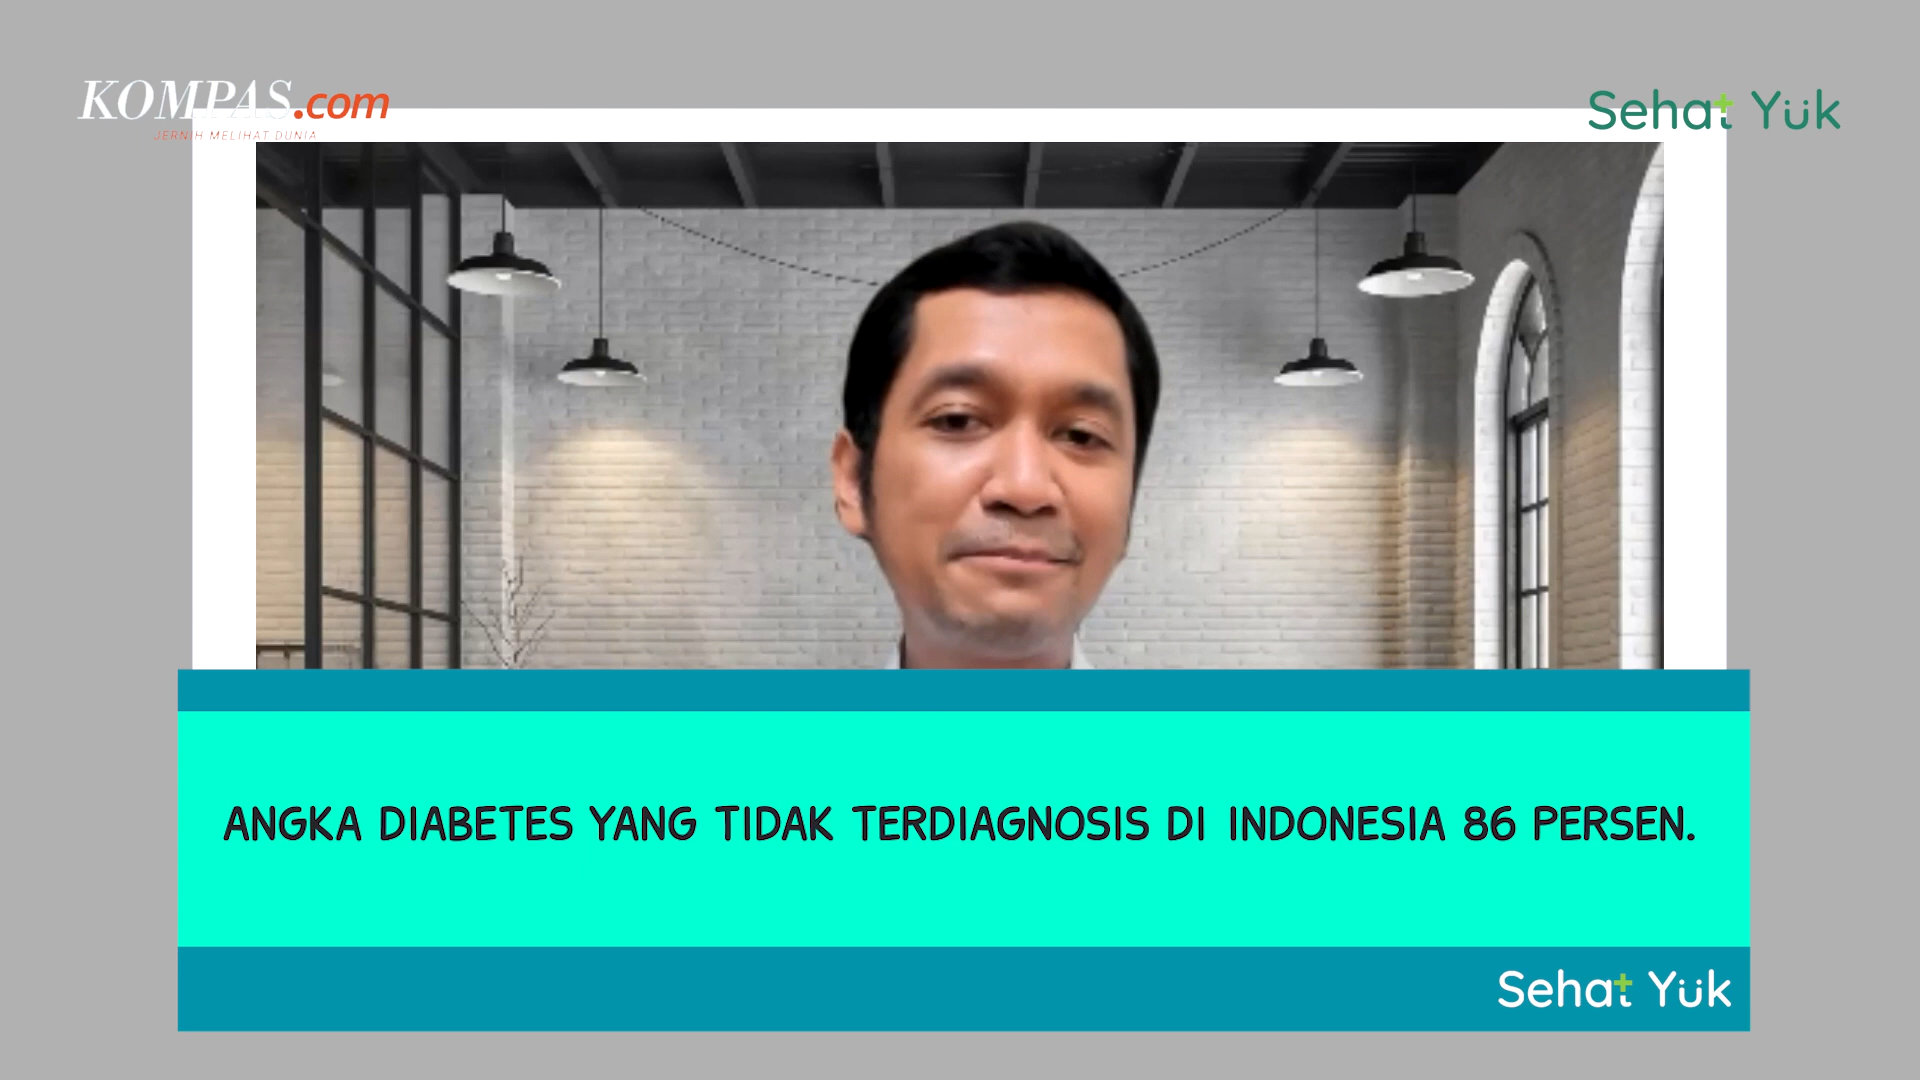 KOMPAS.com
JERNIH MELIHAT DUNIA
Sehat Yuk
ANGKA DIABETES YANG TIDAK TERDIAGNOSIS DI INDONESIA 86 PERSEN.
Sehat Yuk